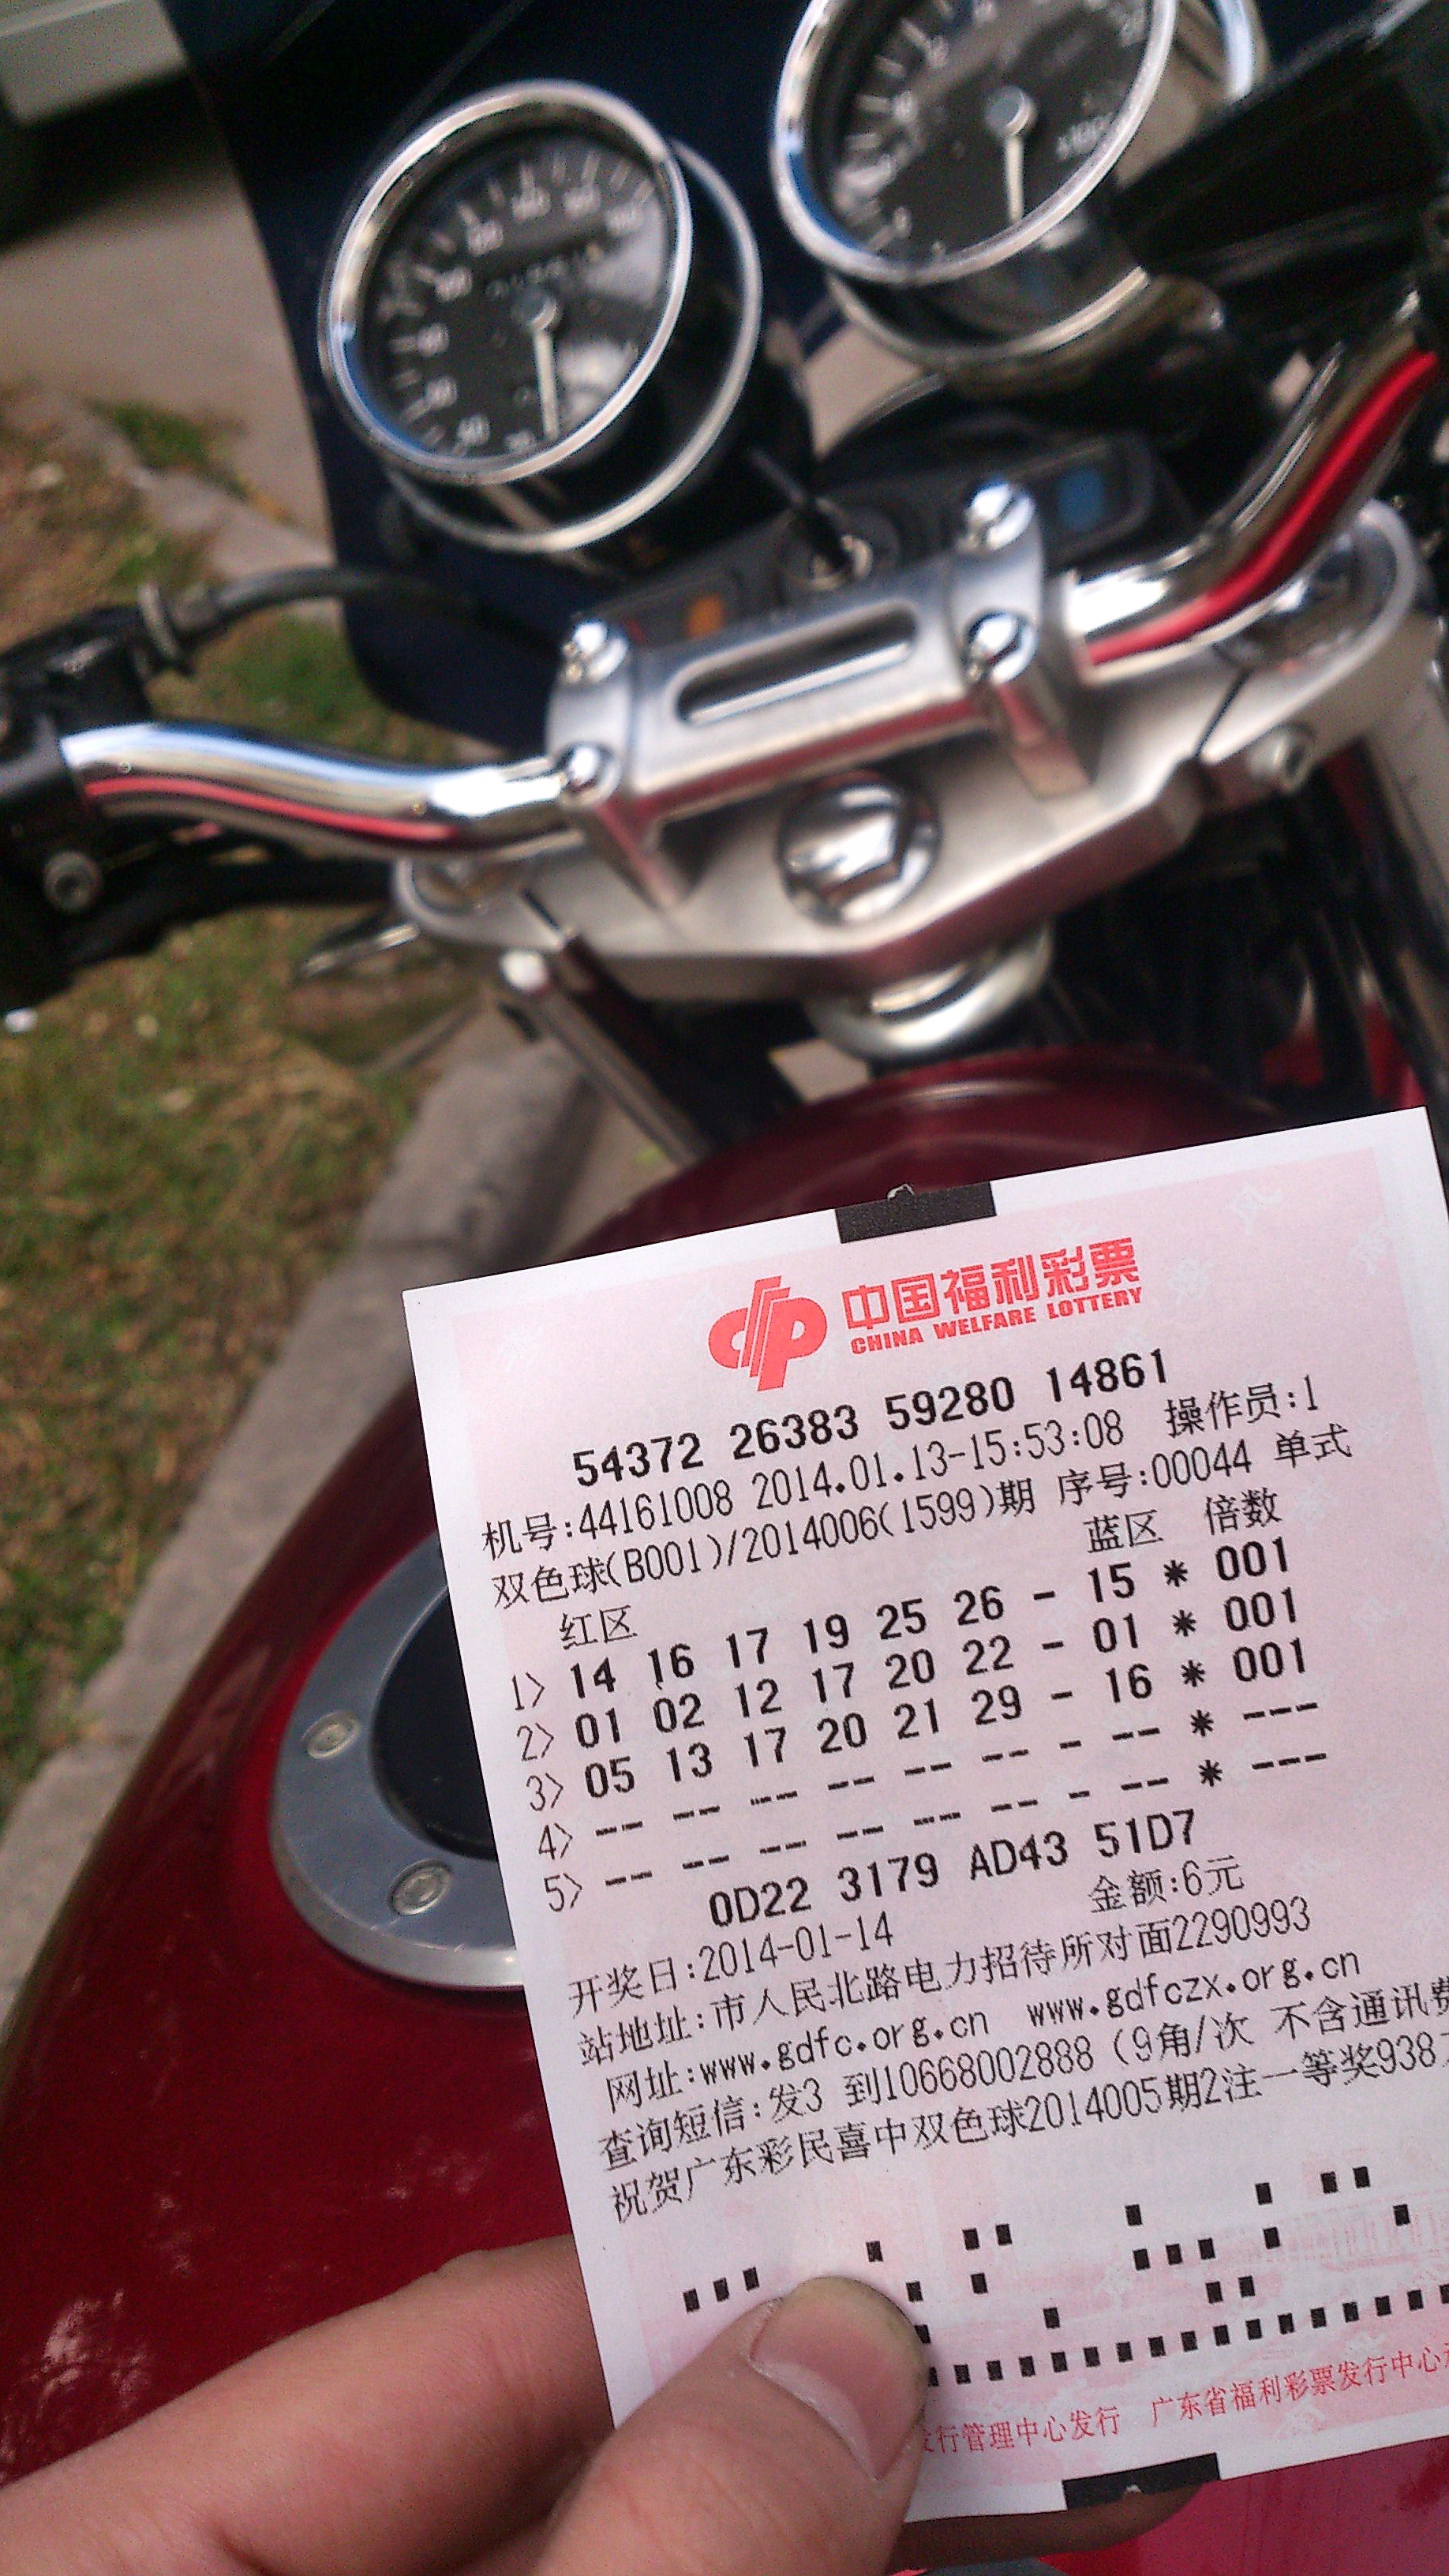 中国福利彩票
CHINA WELFARE LOTTERY
54372 26383 59280 14861
机号:44161008 2014.01.13-15:53:08 操作员:1
双色球(B001)/2014006(1599)期 序号:00044 单式
红区 蓝区 倍数
1> 14 16 17 19 25 26 - 15 * 001
2> 01 02 12 17 20 22 - 01 * 001
3> 05 13 17 20 21 29 - 16 * 001
4> -- -- -- -- -- -- - -- * ---
5> -- -- -- -- -- -- - -- * ---
0D22 3179 AD43 51D7
开奖日:2014-01-14 金额:6元
站地址:市人民北路电力招待所对面2290993
网址:www.gdfc.org.cn www.gdfczx.org.cn
查询短信:发3 到10668002888 (9角/次 不含通讯费
祝贺广东彩民喜中双色球2014005期2注一等奖938
发行管理中心发行 广东省福利彩票发行中心